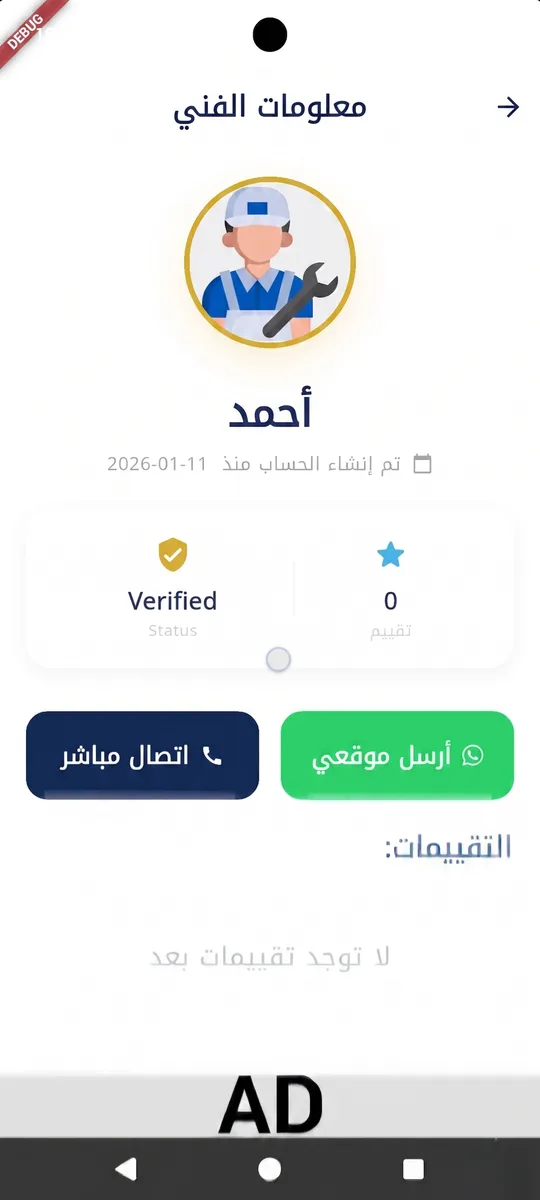 DEBUG
معلومات الفني
أحمد
تم إنشاء الحساب منذ 2026-01-11
0
تقييم
Verified
Status
أرسل موقعي
اتصال مباشر
التقييمات:
لا توجد تقييمات بعد
AD